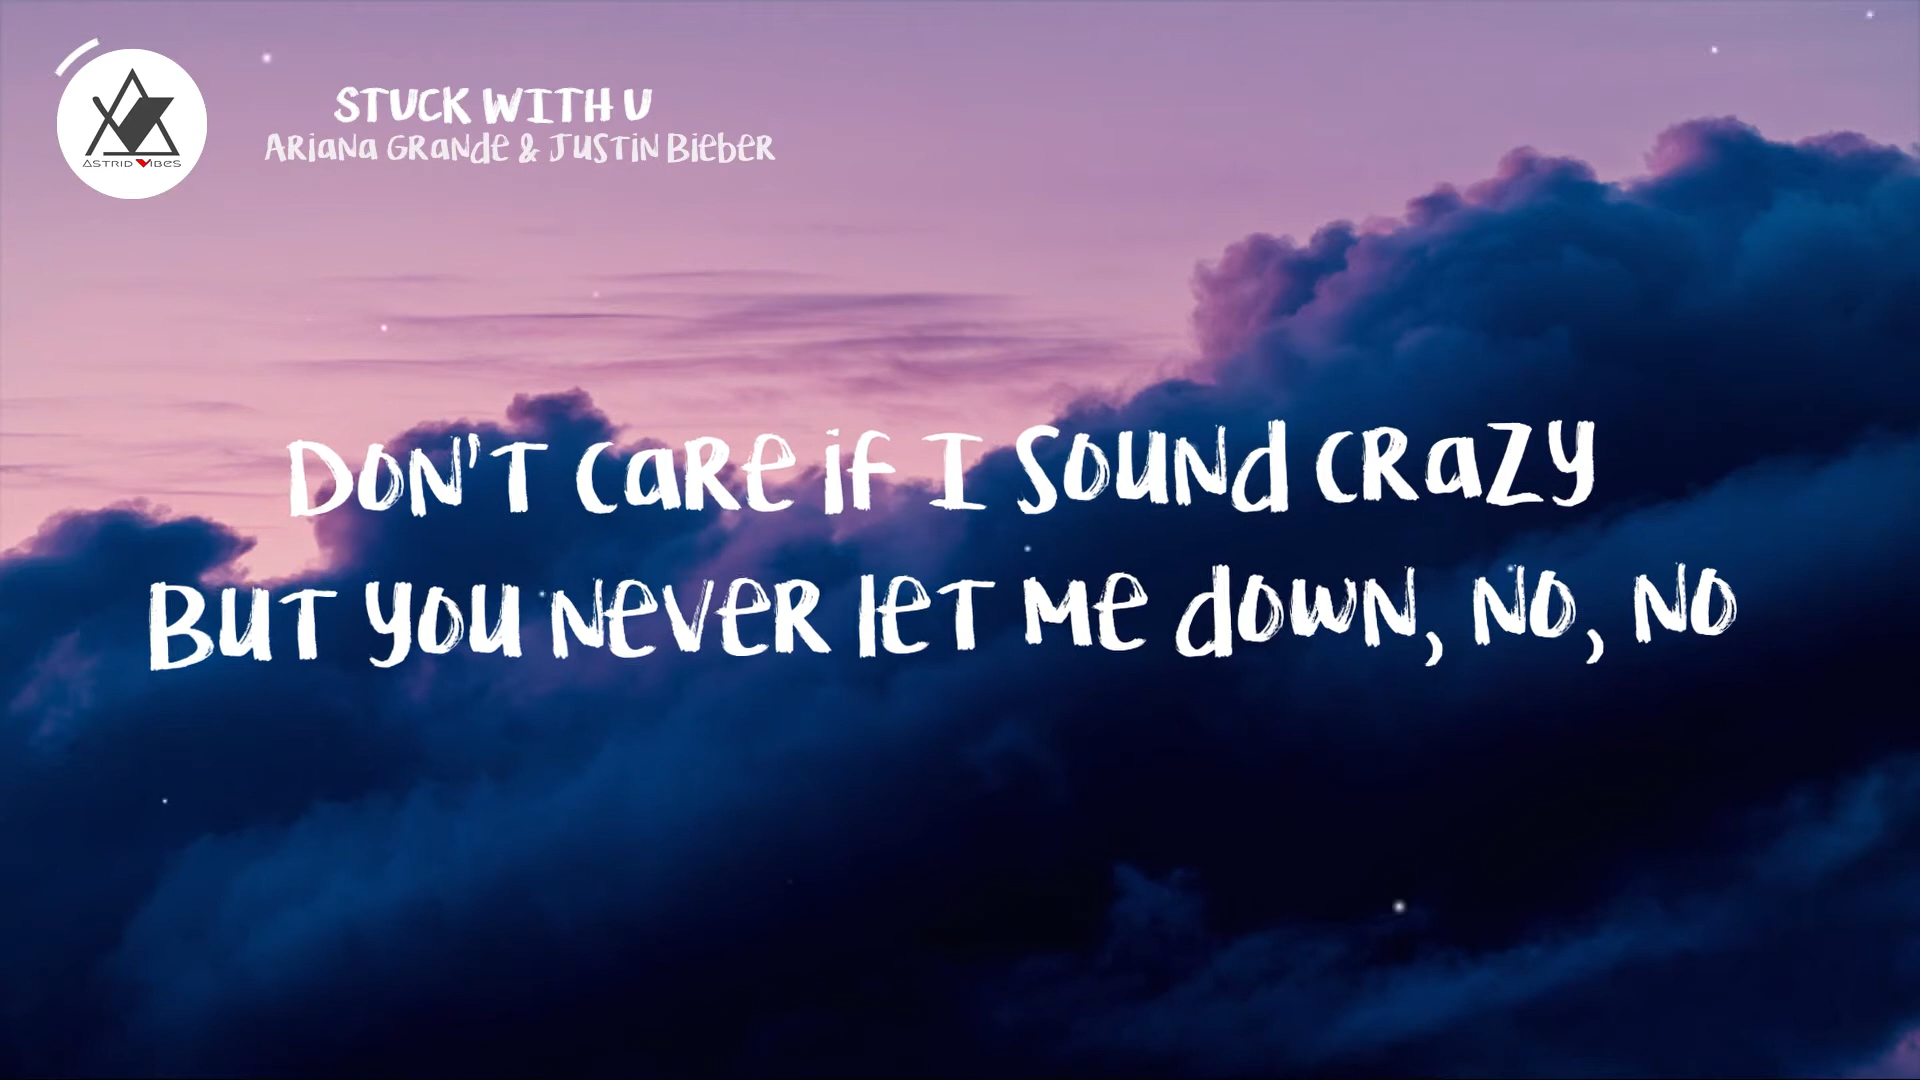 STUCK WITH U
Ariana Grande & Justin Bieber
ASTRID VIBES
Don't care if I sound crazy
But you never let me down, no, no